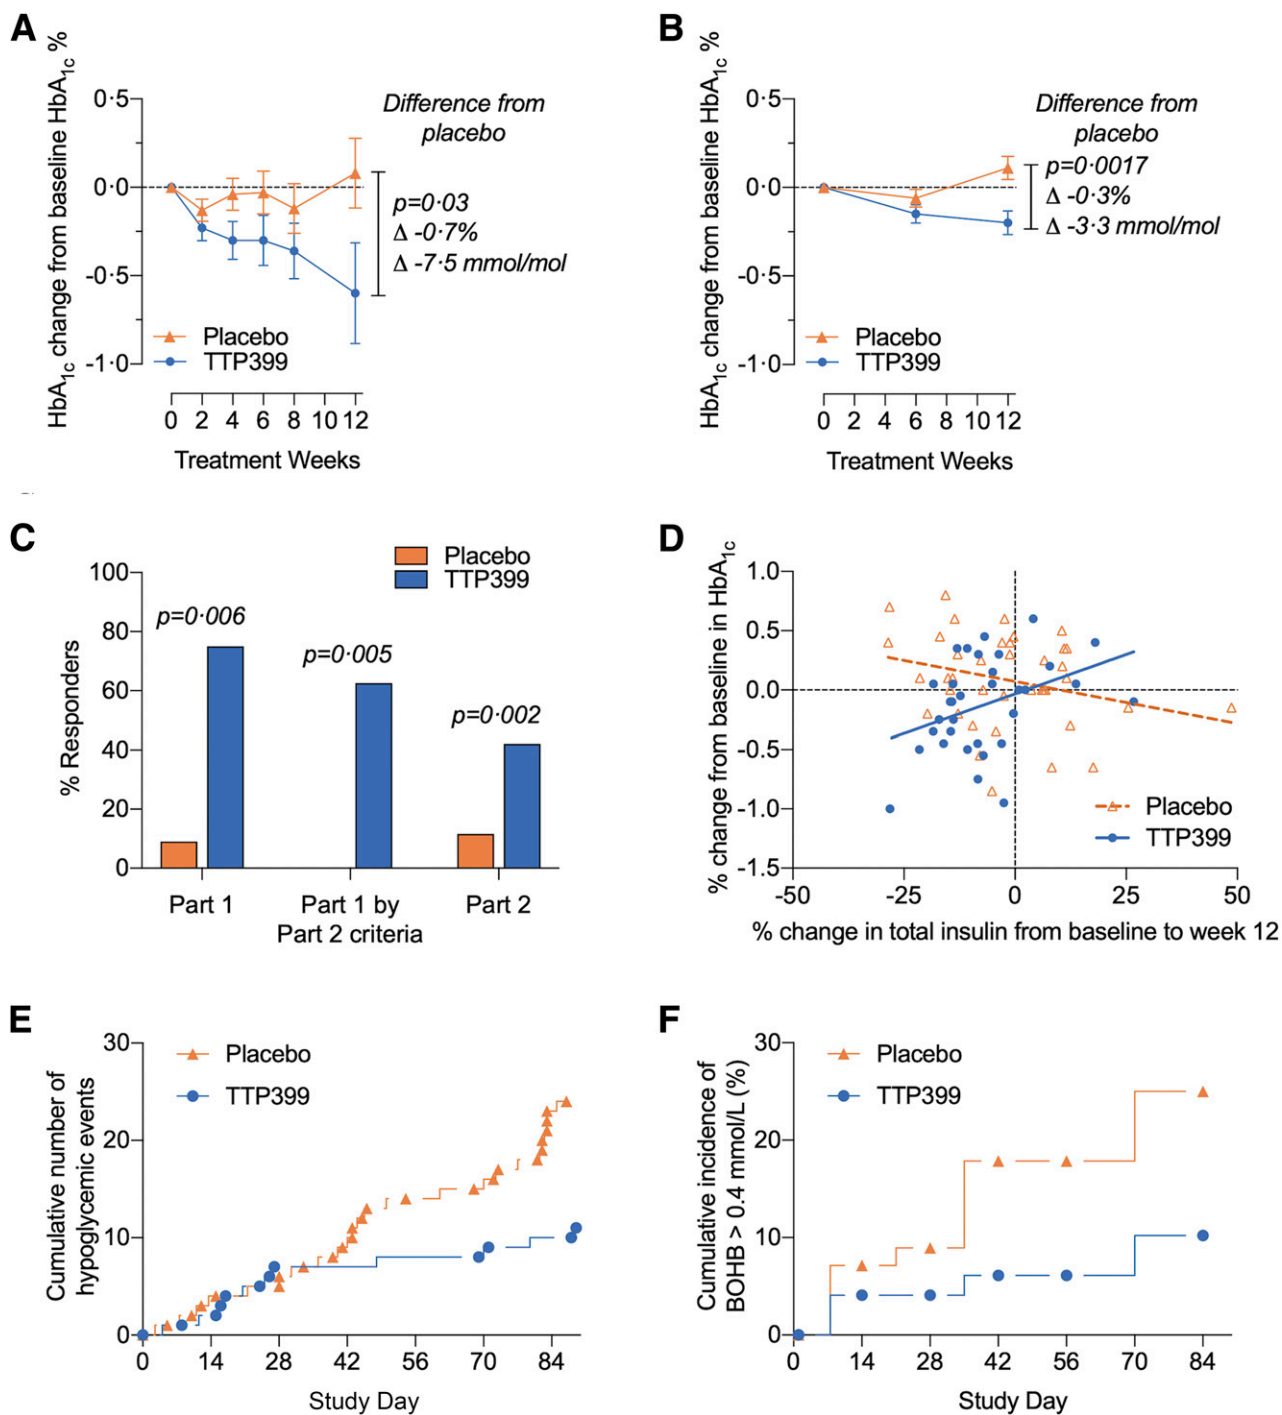 A
HbA1c change from baseline HbA1c %
0·5
0·0
-0·5
-1·0
Difference from
placebo
p=0·03
Δ -0·7%
Δ -7·5 mmol/mol
Placebo
TTP399
0 2 4 6 8 10 12
Treatment Weeks
B
HbA1c change from baseline HbA1c %
0·5
0·0
-0·5
-1·0
Difference from
placebo
p=0·0017
Δ -0·3%
Δ -3·3 mmol/mol
Placebo
TTP399
0 2 4 6 8 10 12
Treatment Weeks
C
% Responders
100
80
60
40
20
0
Placebo
TTP399
p=0·006
p=0·005
p=0·002
Part 1
Part 1 by
Part 2 criteria
Part 2
D
% change from baseline in HbA1c
1.0
0.5
0.0
-0.5
-1.0
-1.5
Placebo
TTP399
-50 -25 0 25 50
% change in total insulin from baseline to week 12
E
Cumulative number of
hypoglycemic events
30
20
10
0
Placebo
TTP399
0 14 28 42 56 70 84
Study Day
F
Cumulative incidence of
BOHB > 0.4 mmol/L (%)
30
20
10
0
Placebo
TTP399
0 14 28 42 56 70 84
Study Day